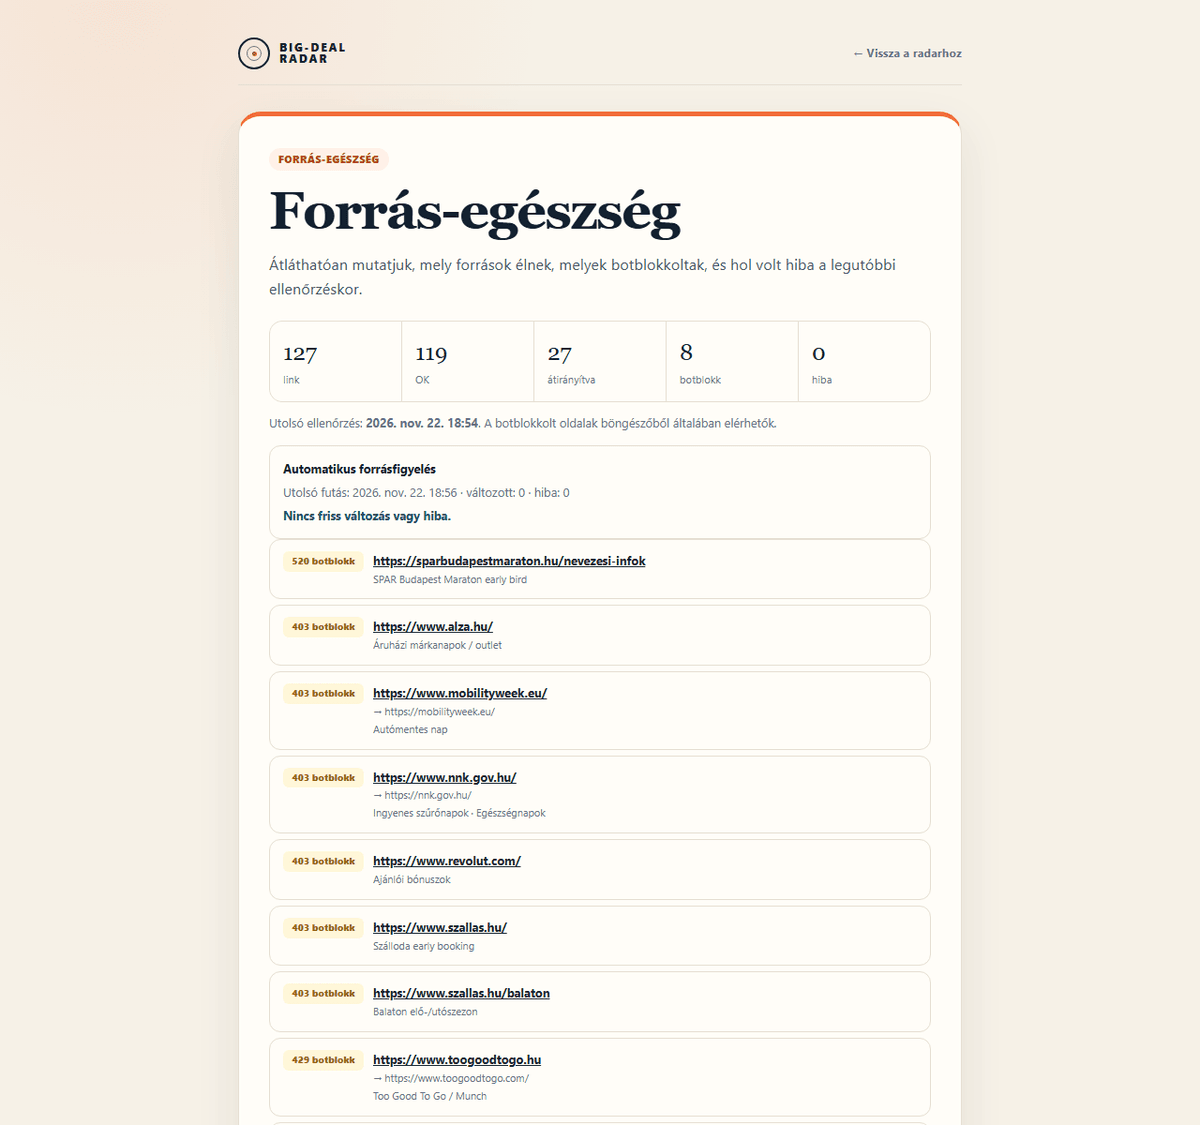 BIG-DEAL
RADAR
← Vissza a radarhoz
FORRÁS-EGÉSZSÉG
Forrás-egészség
Átláthatóan mutatjuk, mely források élnek, melyek botblokkoltak, és hol volt hiba a legutóbbi
ellenőrzéskor.
127
link
119
OK
27
átirányítva
8
botblokk
0
hiba
Utolsó ellenőrzés: 2026. nov. 22. 18:54. A botblokkolt oldalak böngészőből általában elérhetők.
Automatikus forrásfigyelés
Utolsó futás: 2026. nov. 22. 18:56 · változott: 0 · hiba: 0
Nincs friss változás vagy hiba.
520 botblokk
https://sparbudapestmaraton.hu/nevezesi-infok
SPAR Budapest Maraton early bird
403 botblokk
https://www.alza.hu/
Áruházi márkanapok / outlet
403 botblokk
https://www.mobilityweek.eu/
→ https://mobilityweek.eu/
Autómentes nap
403 botblokk
https://www.nnk.gov.hu/
→ https://nnk.gov.hu/
Ingyenes szűrőnapok · Egészségnapok
403 botblokk
https://www.revolut.com/
Ajánlói bónuszok
403 botblokk
https://www.szallas.hu/
Szálloda early booking
403 botblokk
https://www.szallas.hu/balaton
Balaton elő-/utószezon
429 botblokk
https://www.toogoodtogo.hu
→ https://www.toogoodtogo.com/
Too Good To Go / Munch